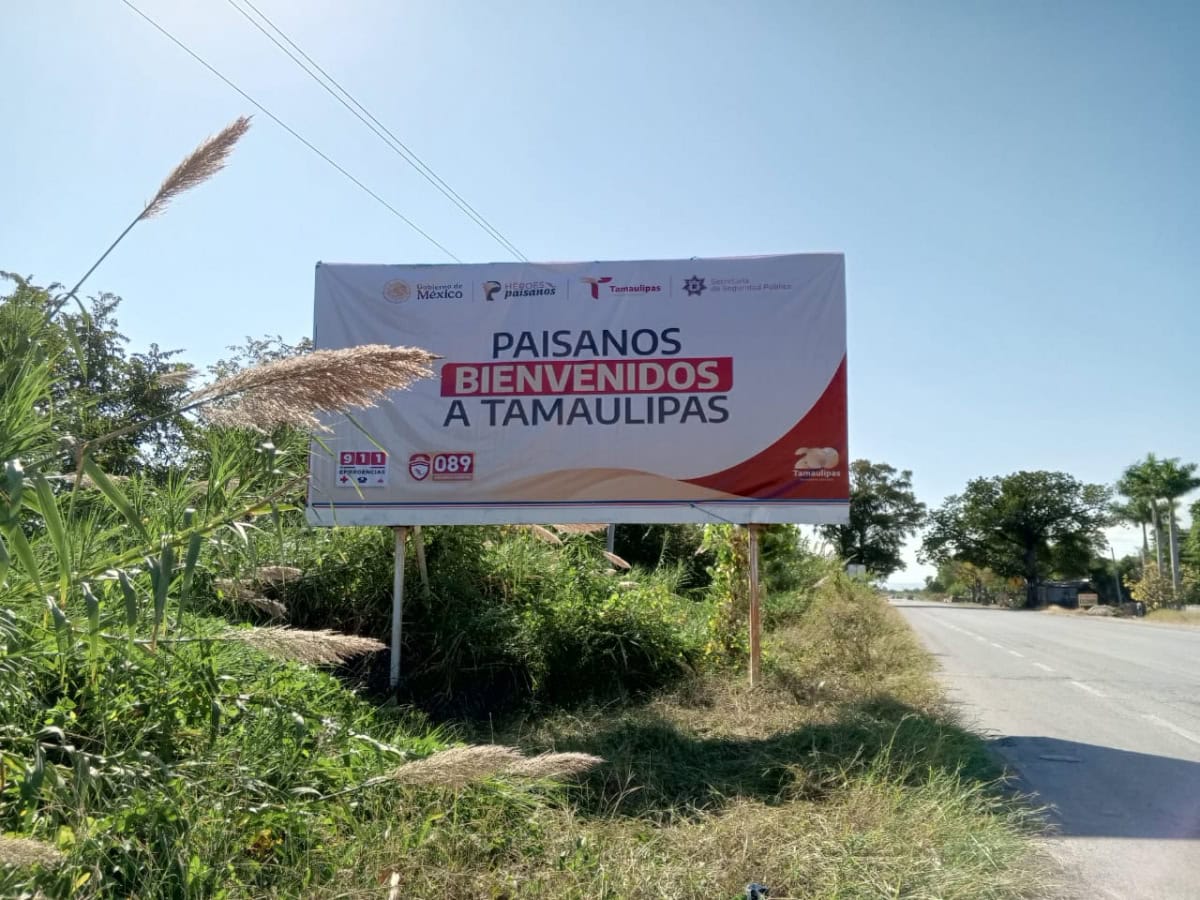 Gobierno de
México
HÉROES
paisanos
Tamaulipas
Secretaría
de Seguridad Pública
PAISANOS
BIENVENIDOS
A TAMAULIPAS
911
EMERGENCIAS
089
200
Tamaulipas